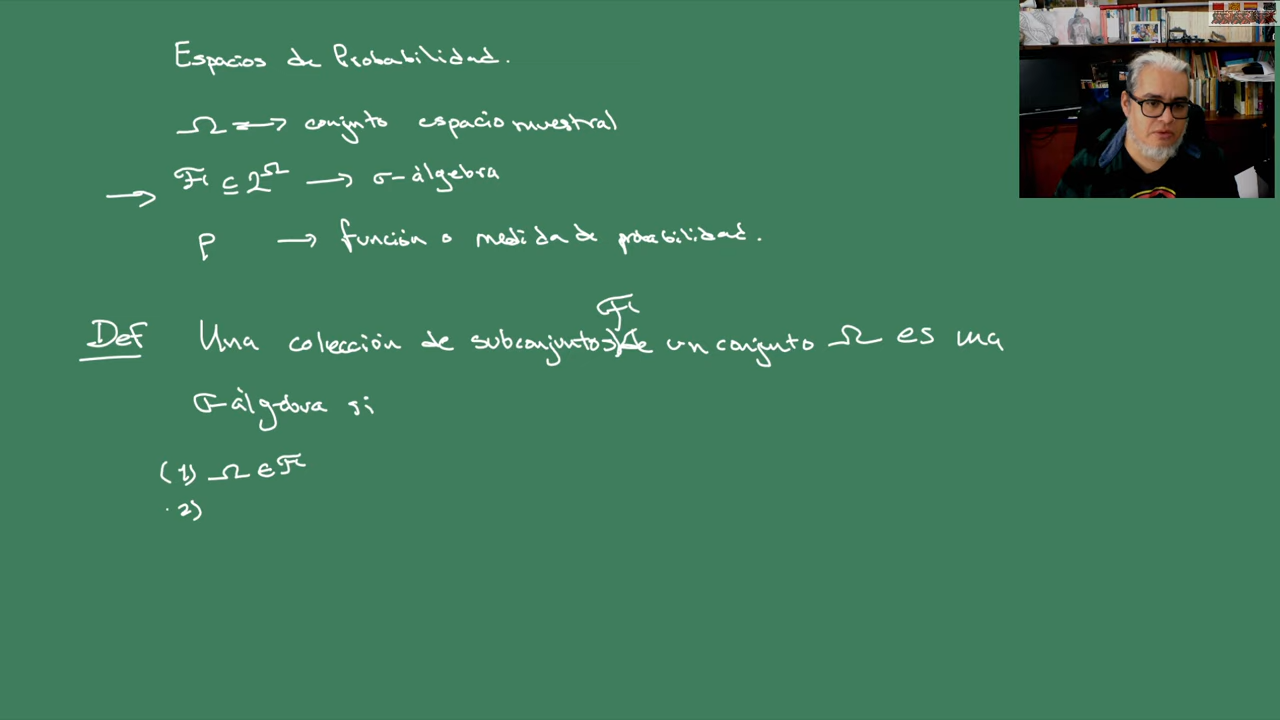 Espacios de Probabilidad.
Ω ⟷ conjunto espacio muestral
→ ℱ ⊆ 2^Ω → σ-álgebra
P → función o medida de probabilidad.
Def Una colección de subconjuntos ℱ de un conjunto Ω es una
σ-álgebra si
(1) Ω ∈ ℱ
2)